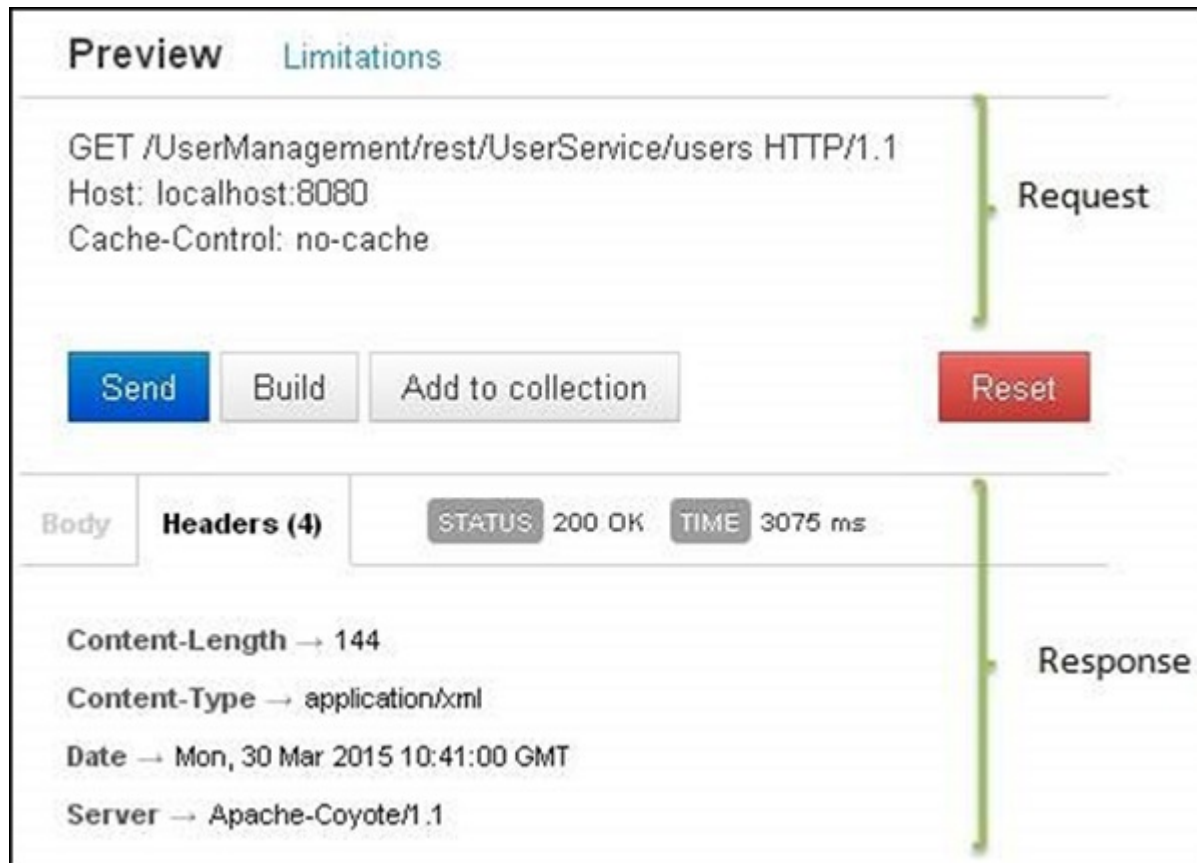 Preview Limitations
GET /UserManagement/rest/UserService/users HTTP/1.1
Host: localhost:8080
Cache-Control: no-cache
Request
Send Build Add to collection Reset
Body Headers (4) STATUS 200 OK TIME 3075 ms
Content-Length → 144
Content-Type → application/xml
Date → Mon, 30 Mar 2015 10:41:00 GMT
Server → Apache-Coyote/1.1
Response